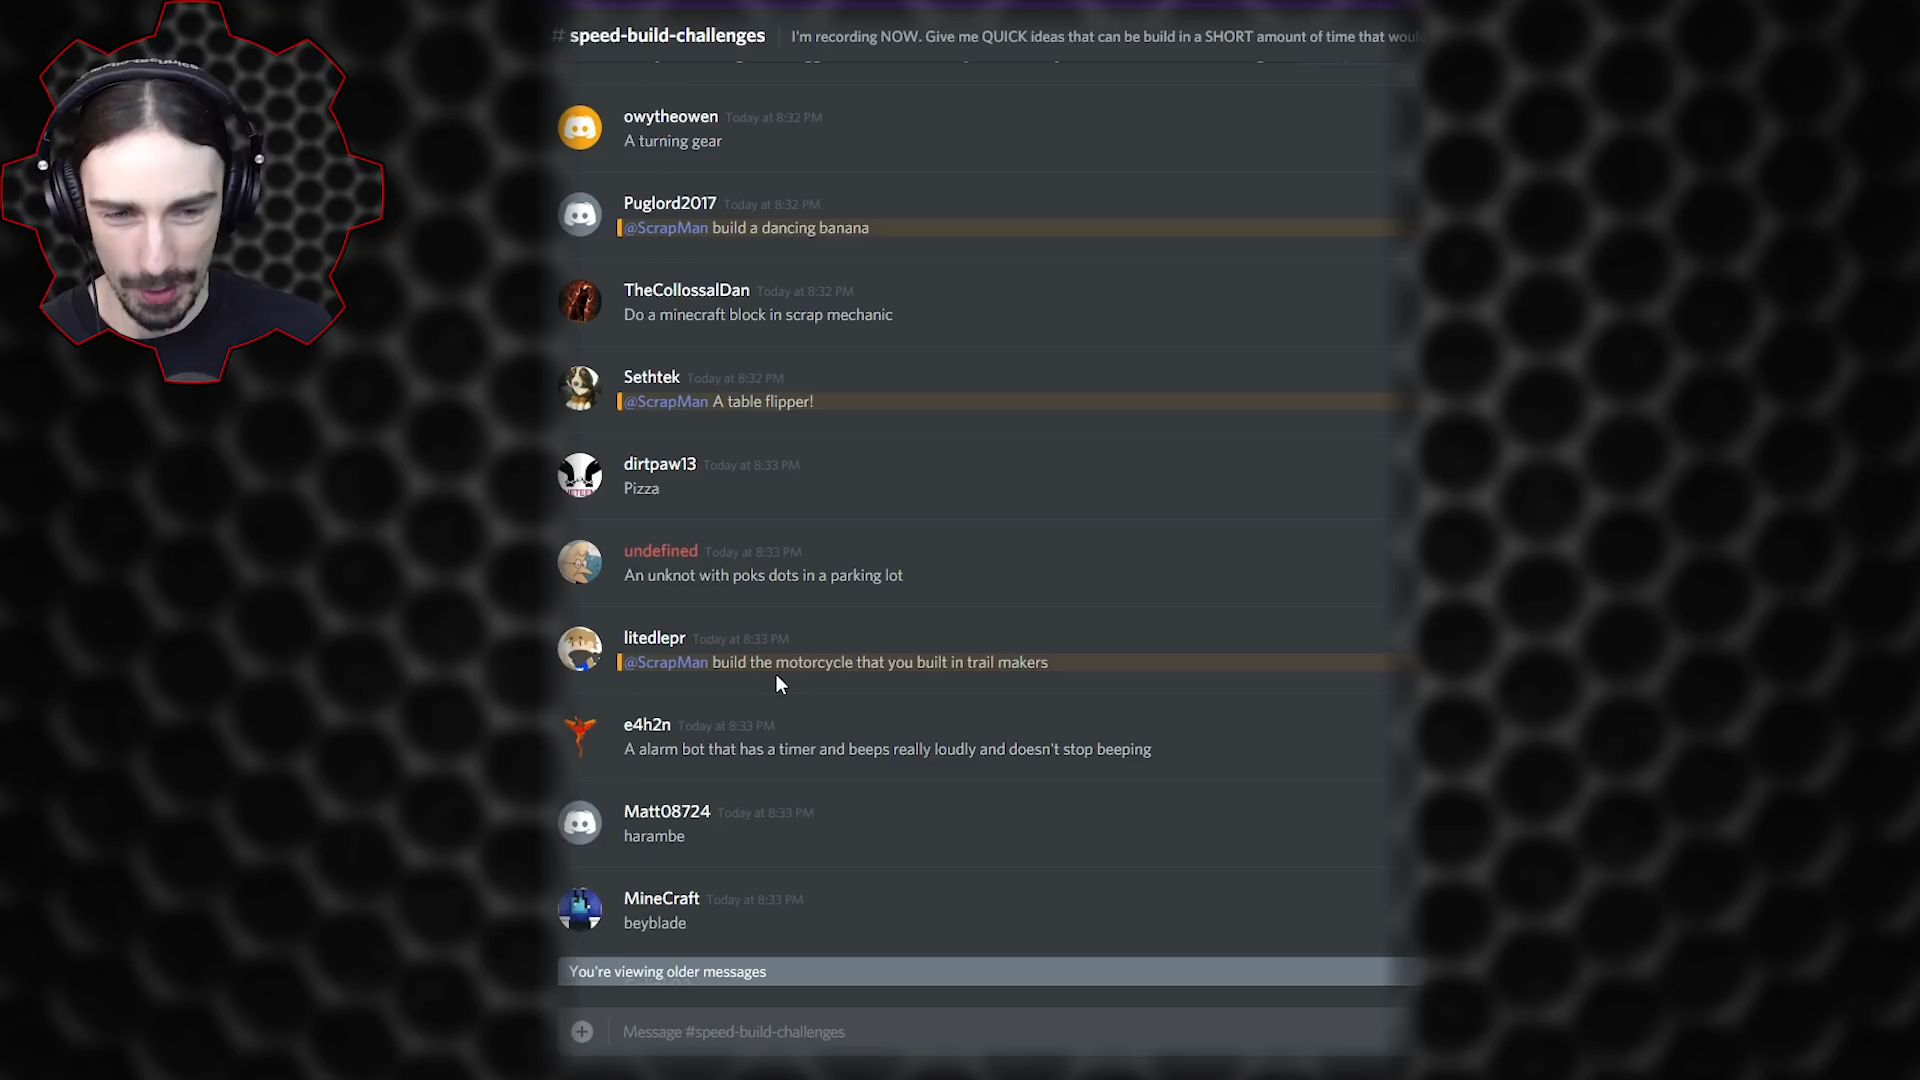 # speed-build-challenges I'm recording NOW. Give me QUICK ideas that can be build in a SHORT amount of time that
owytheowen Today at 8:32 PM
A turning gear
Puglord2017 Today at 8:32 PM
@ScrapMan build a dancing banana
TheCollossalDan Today at 8:32 PM
Do a minecraft block in scrap mechanic
Sethtek Today at 8:32 PM
@ScrapMan A table flipper!
dirtpaw13 Today at 8:33 PM
Pizza
undefined Today at 8:33 PM
An unknot with poks dots in a parking lot
litedlepr Today at 8:33 PM
@ScrapMan build the motorcycle that you built in trail makers
e4h2n Today at 8:33 PM
A alarm bot that has a timer and beeps really loudly and doesn't stop beeping
Matt08724 Today at 8:33 PM
harambe
MineCraft Today at 8:33 PM
beyblade
You're viewing older messages
Message #speed-build-challenges